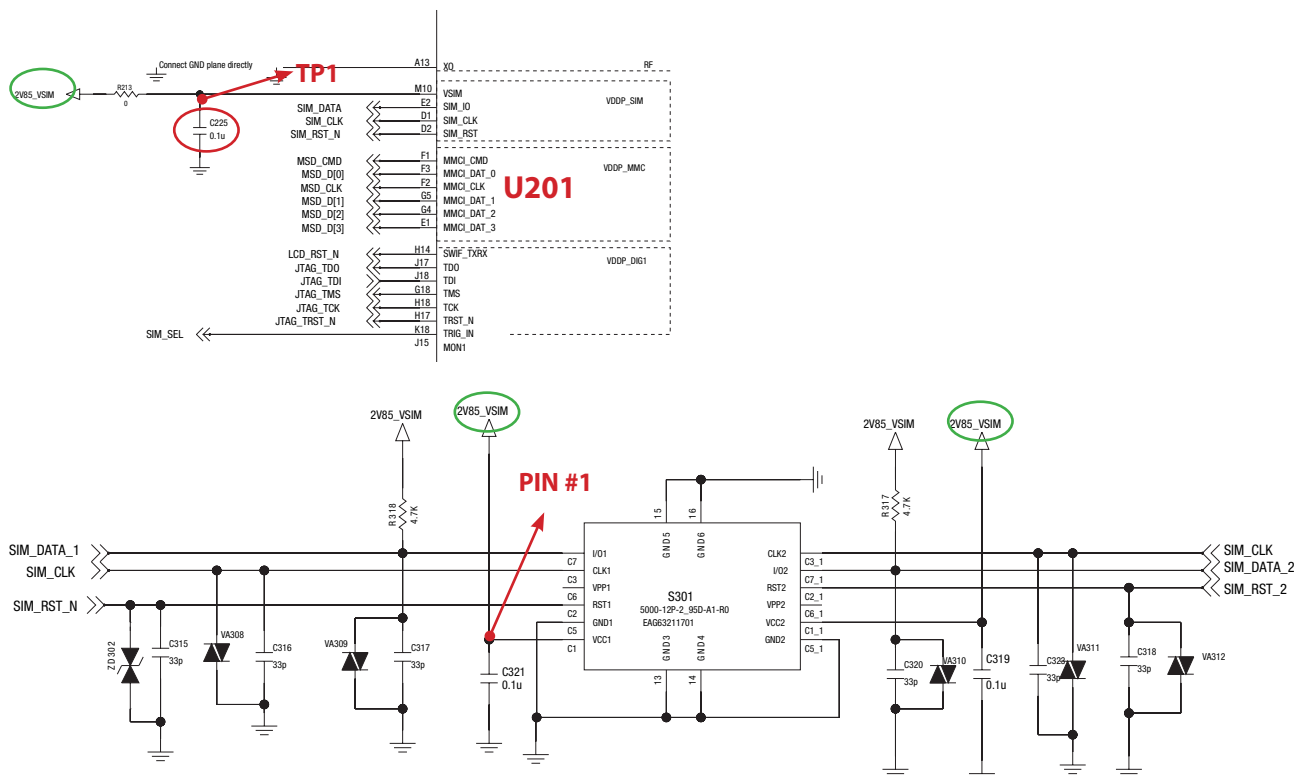 Connect GND plane directly
A13
XO
RF
TP1
2V85_VSIM
R213
0
M10
VSIM
VDDP_SIM
SIM_DATA
E2
SIM_IO
SIM_CLK
D1
SIM_CLK
SIM_RST_N
D2
SIM_RST
C225
0.1u
MSD_CMD
F1
MMCI_CMD
VDDP_MMC
MSD_D[0]
F3
MMCI_DAT_0
MSD_CLK
F2
MMCI_CLK
MSD_D[1]
G5
MMCI_DAT_1
MSD_D[2]
G4
MMCI_DAT_2
MSD_D[3]
E1
MMCI_DAT_3
U201
LCD_RST_N
H14
SWIF_TXRX
VDDP_DIG1
JTAG_TDO
J17
TDO
JTAG_TDI
J18
TDI
JTAG_TMS
G18
TMS
JTAG_TCK
H18
TCK
JTAG_TRST_N
H17
TRST_N
SIM_SEL
K18
TRIG_IN
J15
MON1
2V85_VSIM
2V85_VSIM
2V85_VSIM
2V85_VSIM
PIN #1
R318
4.7K
R317
4.7K
15
16
GND5
GND6
SIM_DATA_1
SIM_CLK
SIM_RST_N
C7
C3
C6
C2
C5
C1
I/O1
CLK1
VPP1
RST1
GND1
VCC1
S301
5000-12P-2_95D-A1-R0
EAG63211701
CLK2
I/O2
RST2
VPP2
VCC2
GND2
C3_1
C7_1
C2_1
C6_1
C1_1
C5_1
SIM_CLK
SIM_DATA_2
SIM_RST_2
GND3
GND4
13
14
ZD302
C315
33p
VA308
C316
33p
VA309
C317
33p
C321
0.1u
C320
33p
VA310
C319
0.1u
C323
33p
VA311
C318
33p
VA312